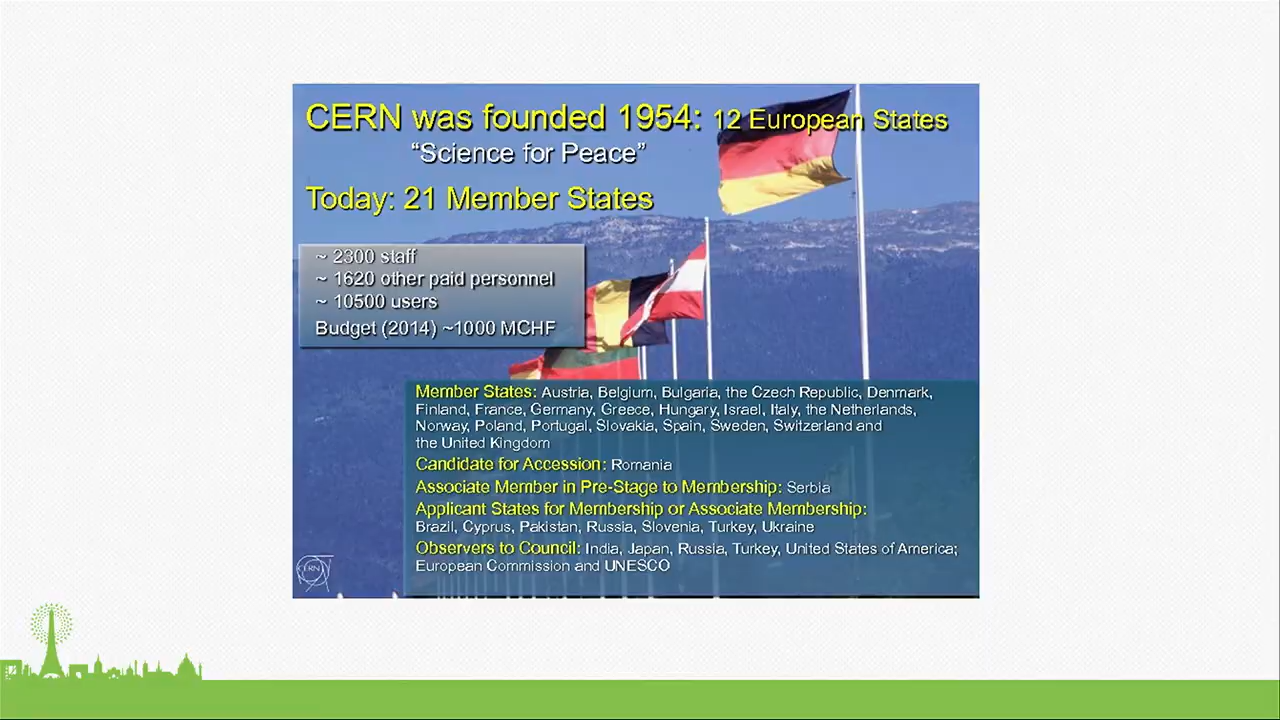 CERN was founded 1954: 12 European States
“Science for Peace”
Today: 21 Member States
~ 2300 staff
~ 1620 other paid personnel
~ 10500 users
Budget (2014) ~1000 MCHF
Member States: Austria, Belgium, Bulgaria, the Czech Republic, Denmark,
Finland, France, Germany, Greece, Hungary, Israel, Italy, the Netherlands,
Norway, Poland, Portugal, Slovakia, Spain, Sweden, Switzerland and
the United Kingdom
Candidate for Accession: Romania
Associate Member in Pre-Stage to Membership: Serbia
Applicant States for Membership or Associate Membership:
Brazil, Cyprus, Pakistan, Russia, Slovenia, Turkey, Ukraine
Observers to Council: India, Japan, Russia, Turkey, United States of America;
European Commission and UNESCO
CERN